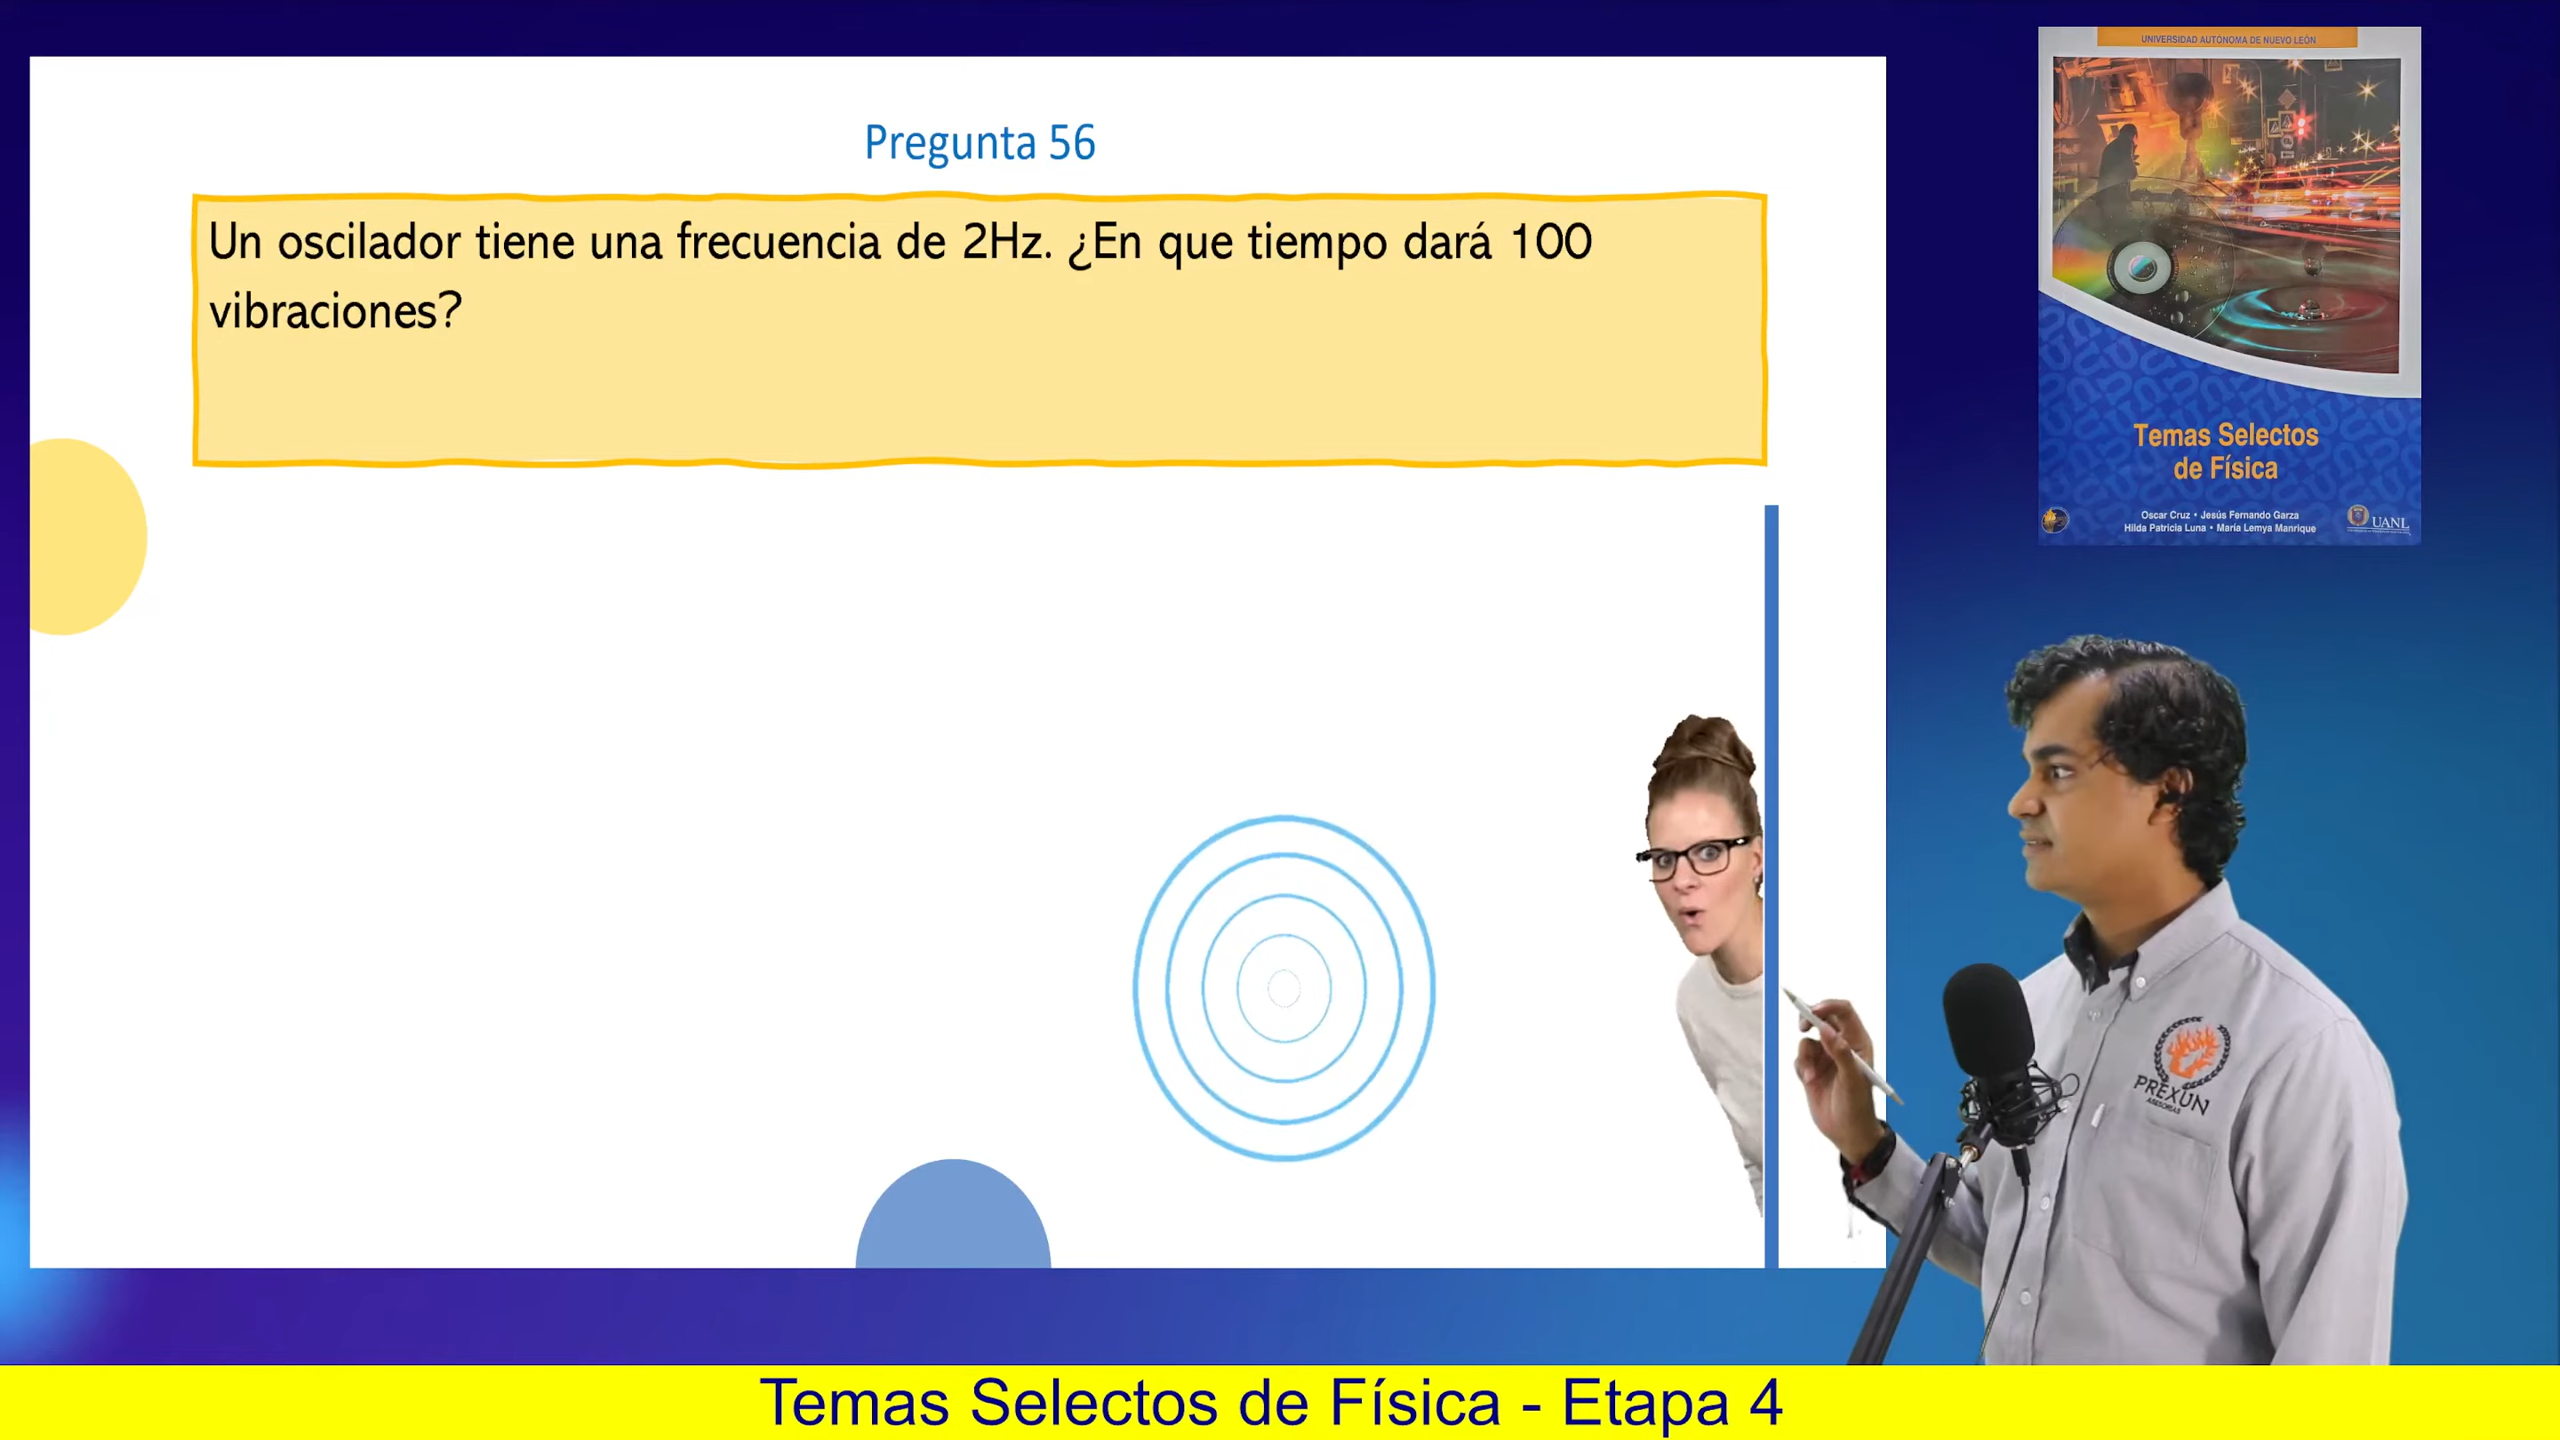 Pregunta 56
Un oscilador tiene una frecuencia de 2Hz. ¿En que tiempo dará 100
vibraciones?
UNIVERSIDAD AUTÓNOMA DE NUEVO LEÓN
Temas Selectos
de Física
Oscar Cruz • Jesús Fernando Garza
Hilda Patricia Luna • María Lemya Manrique
UANL
PREXUN
ASESORÍAS
Temas Selectos de Física - Etapa 4